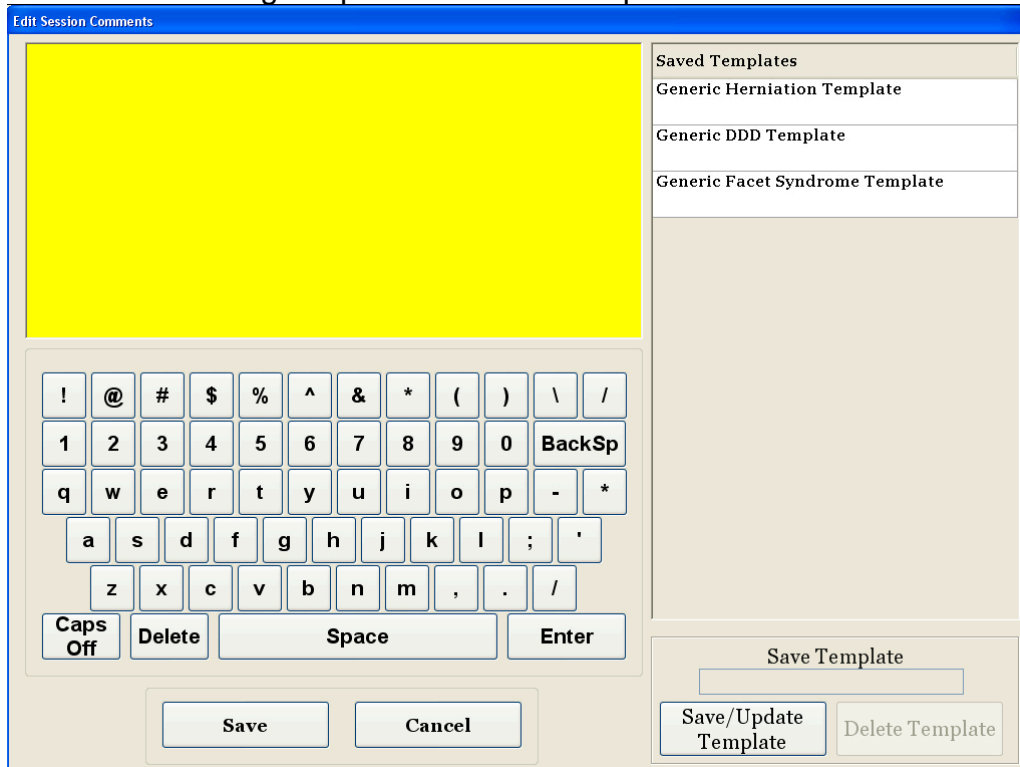 Edit Session Comments
Saved Templates
Generic Herniation Template
Generic DDD Template
Generic Facet Syndrome Template
! @ # $ % ^ & * ( ) \ /
1 2 3 4 5 6 7 8 9 0 BackSp
q w e r t y u i o p - *
a s d f g h j k l ; '
z x c v b n m , . /
Caps Off Delete Space Enter
Save Cancel
Save Template
Save/Update
Template
Delete Template